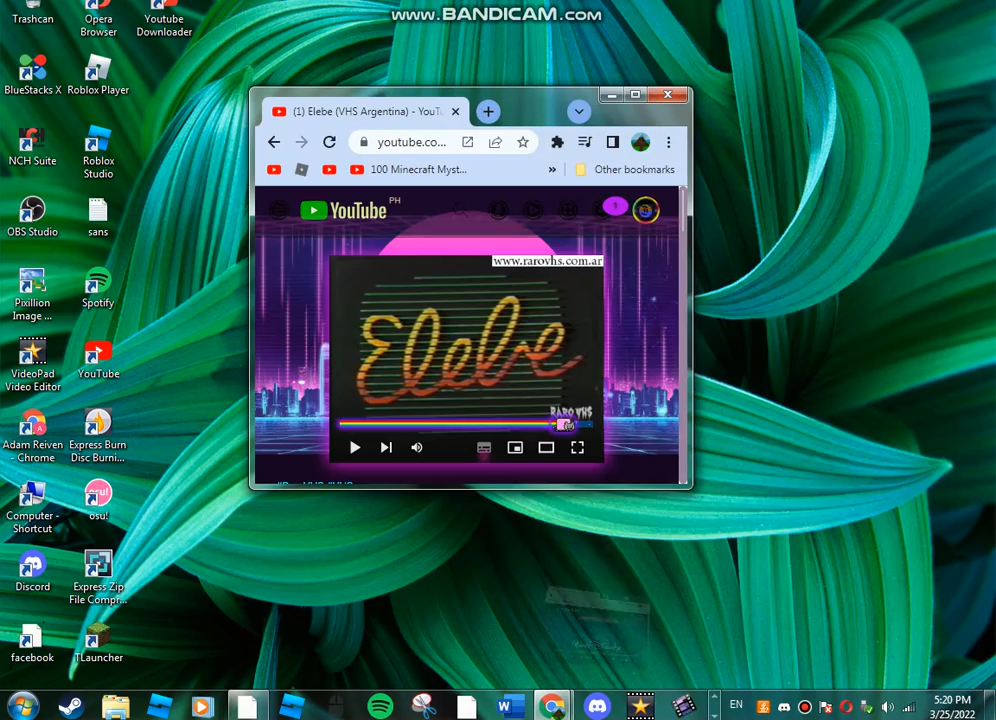 www.BANDICAM.com
Trashcan
Opera Browser
Youtube Downloader
BlueStacks X
Roblox Player
NCH Suite
Roblox Studio
OBS Studio
sans
Pixillion Image ...
Spotify
VideoPad Video Editor
YouTube
Adam Reiven - Chrome
Express Burn Disc Burni...
Computer - Shortcut
osu!
Discord
Express Zip File Compr...
facebook
TLauncher
(1) Elebe (VHS Argentina) - YouTu
youtube.co...
100 Minecraft Myst...
»
Other bookmarks
YouTube PH
www.rarovhs.com.ar
Elebe
RARO VHS
EN
5:20 PM
3/25/2022